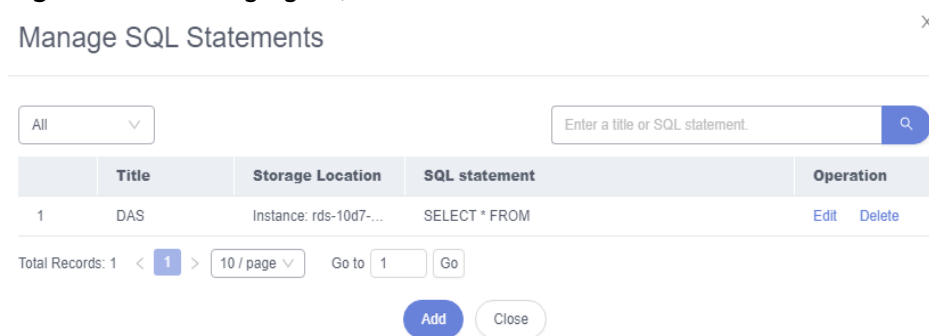 Manage SQL Statements
All
Enter a title or SQL statement.
Title Storage Location SQL statement Operation
1 DAS Instance: rds-10d7-... SELECT * FROM Edit Delete
Total Records: 1 < 1 > 10 / page Go to 1 Go
Add Close